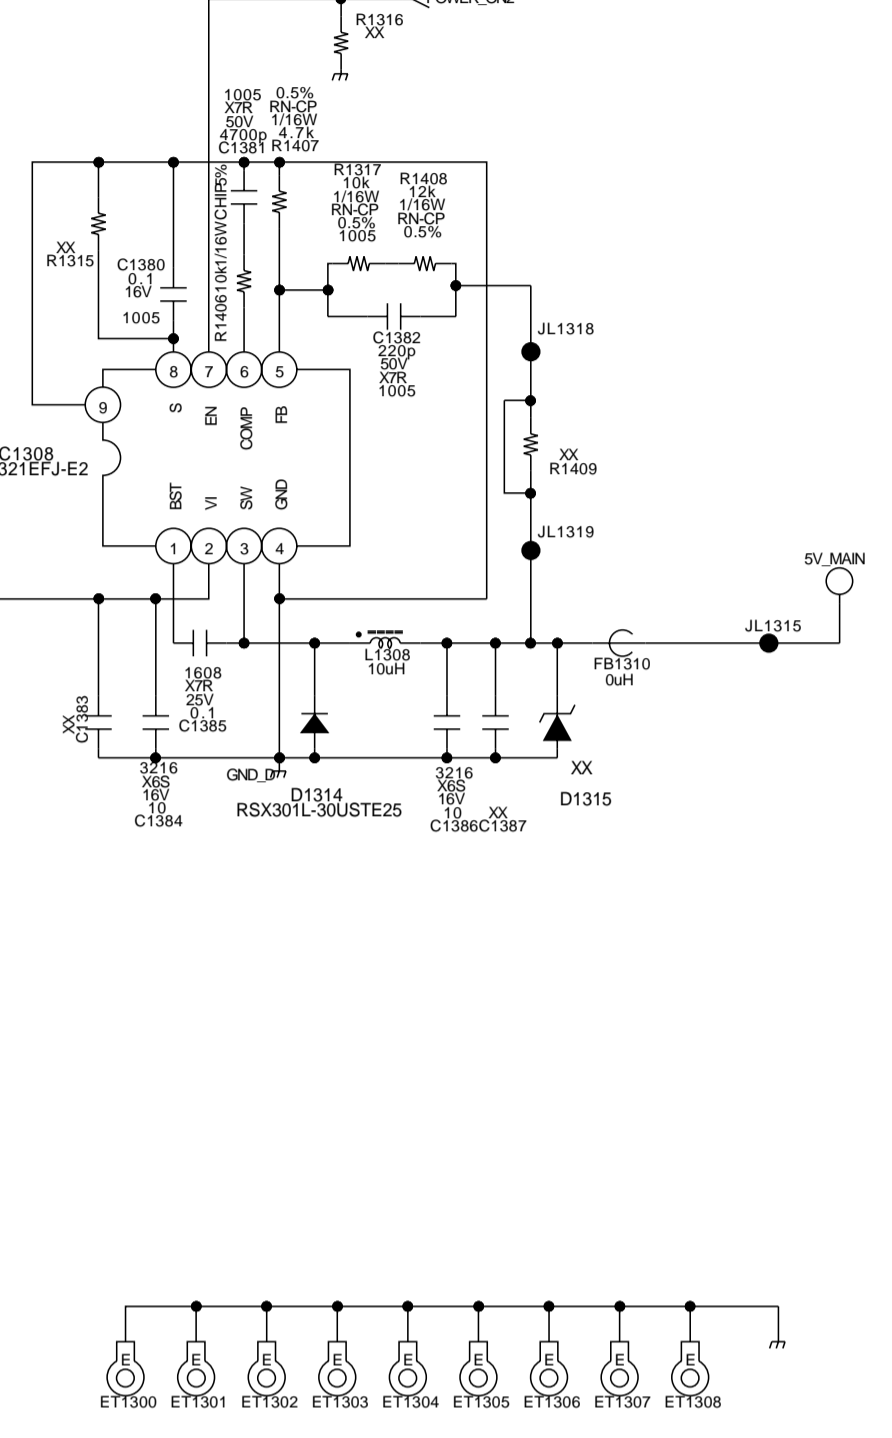 R1316
XX
1005
X7R
50V
4700p
C1381
0.5%
RN-CP
1/16W
4.7k
R1407
R1406 10k 1/16W CHIP 5%
R1317
10k
1/16W
RN-CP
0.5%
1005
R1408
12k
1/16W
RN-CP
0.5%
XX
R1315
C1380
0.1
16V
1005
C1382
220p
50V
X7R
1005
JL1318
8
7
6
5
9
S
EN
COMP
FB
C1308
321EFJ-E2
XX
R1409
BST
VI
SW
GND
1
2
3
4
JL1319
5V_MAIN
JL1315
L1308
10uH
FB1310
0uH
XX
C1383
1608
X7R
25V
0.1
C1385
3216
X6S
16V
10
C1384
GND_D
D1314
RSX301L-30USTE25
3216
X6S
16V
10
C1386
XX
C1387
XX
D1315
E
E
E
E
E
E
E
E
E
ET1300
ET1301
ET1302
ET1303
ET1304
ET1305
ET1306
ET1307
ET1308